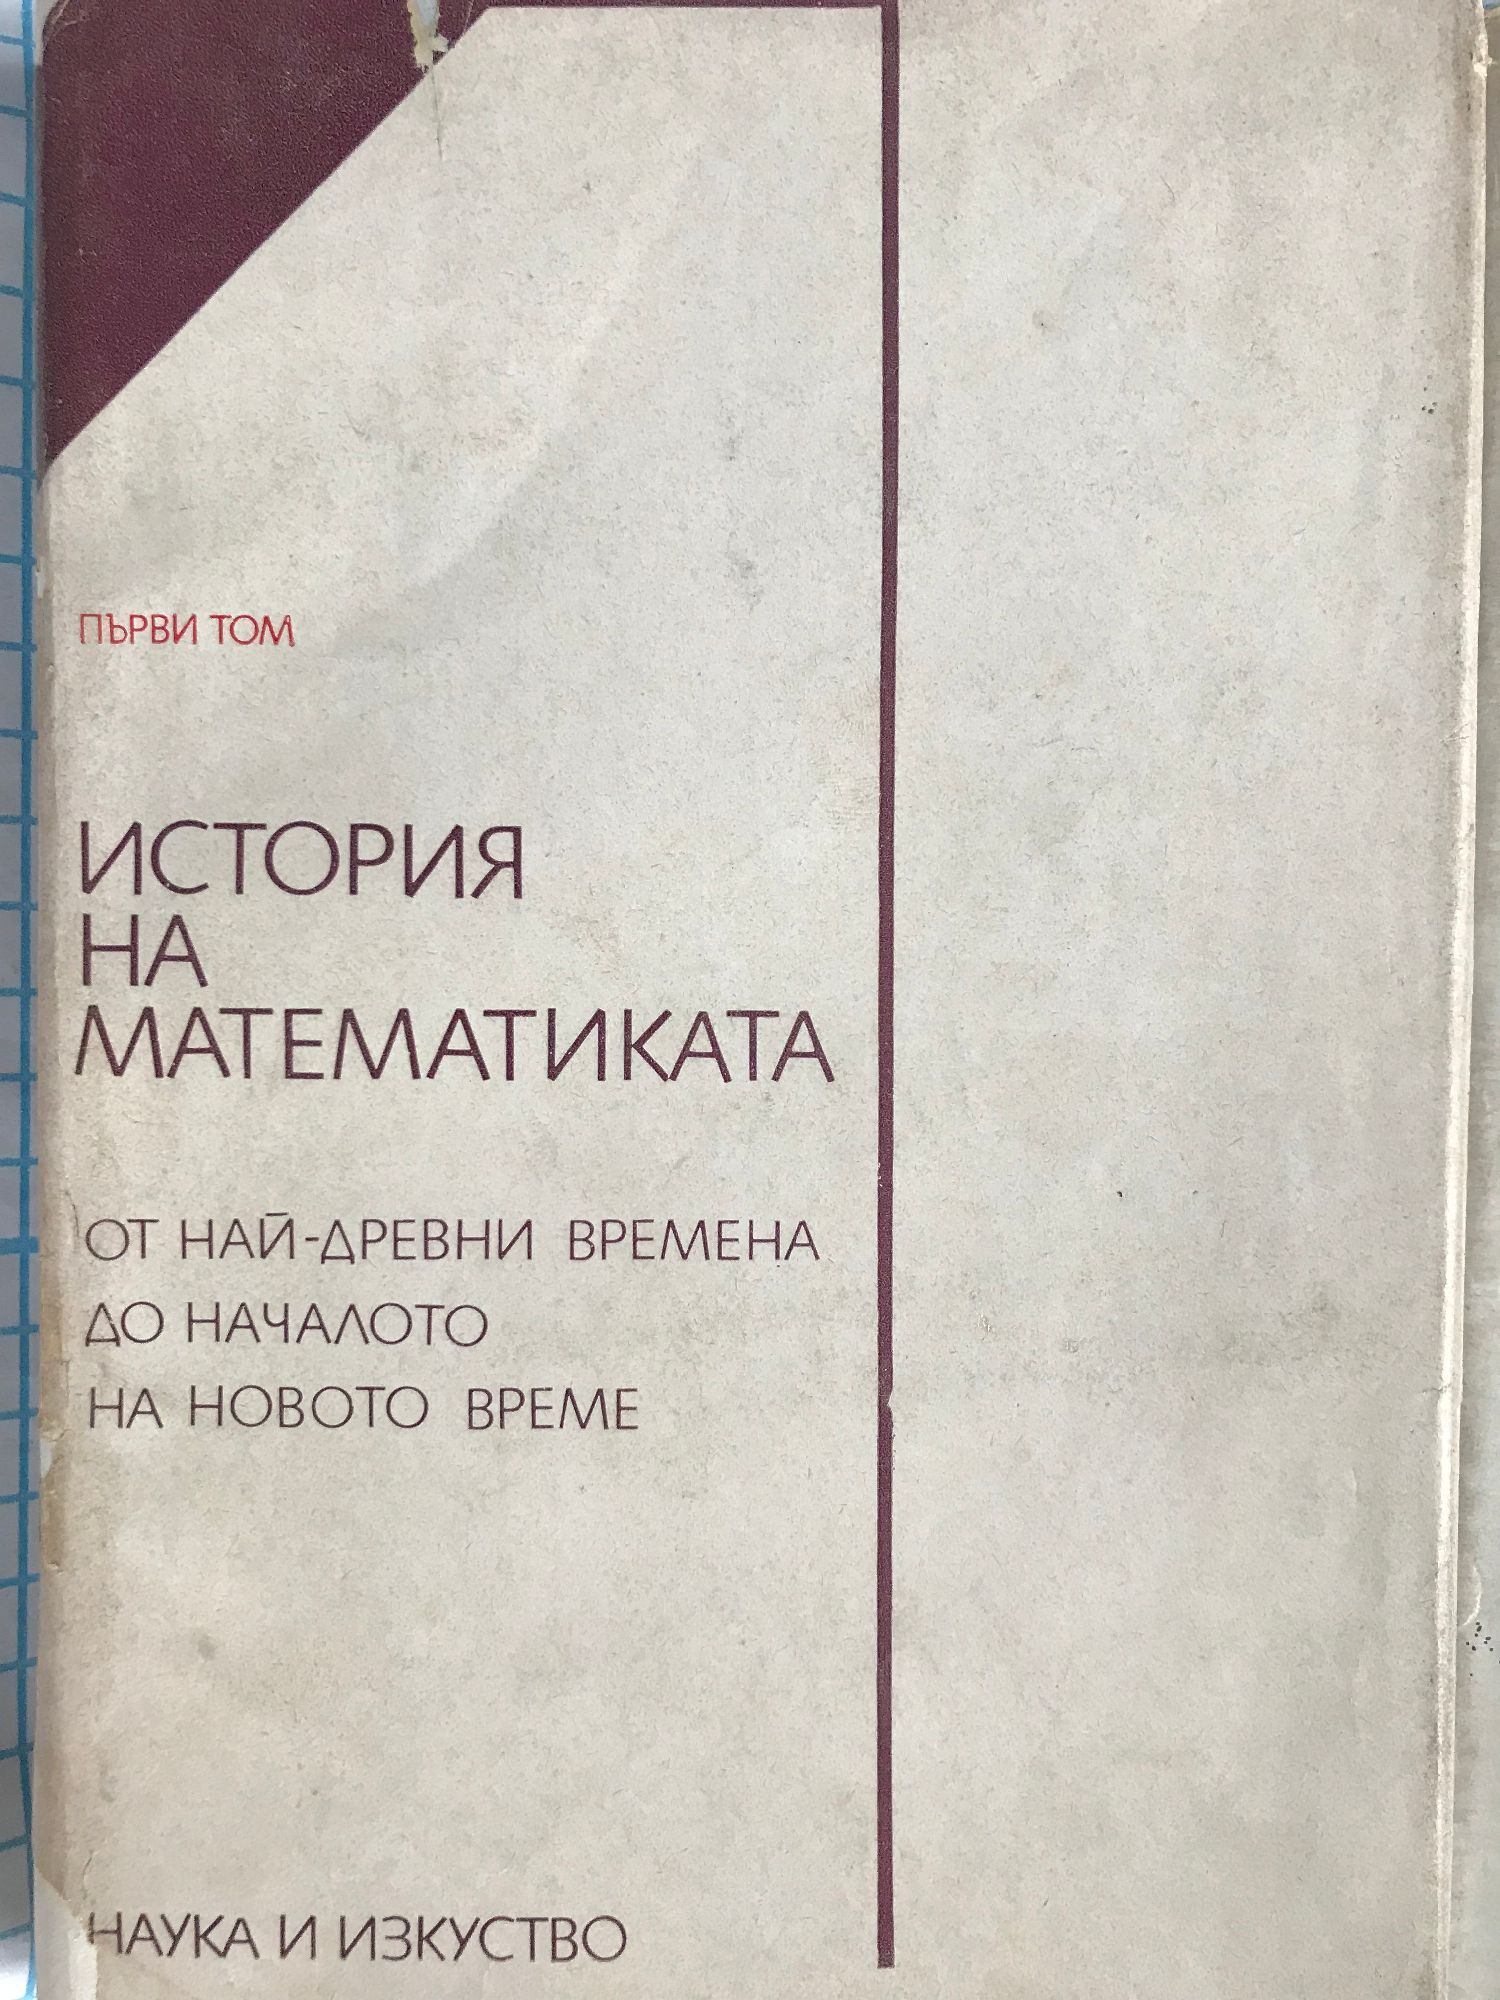 ПЪРВИ ТОМ
ИСТОРИЯ
НА
МАТЕМАТИКАТА
ОТ НАЙ-ДРЕВНИ ВРЕМЕНА
ДО НАЧАЛОТО
НА НОВОТО ВРЕМЕ
НАУКА И ИЗКУСТВО